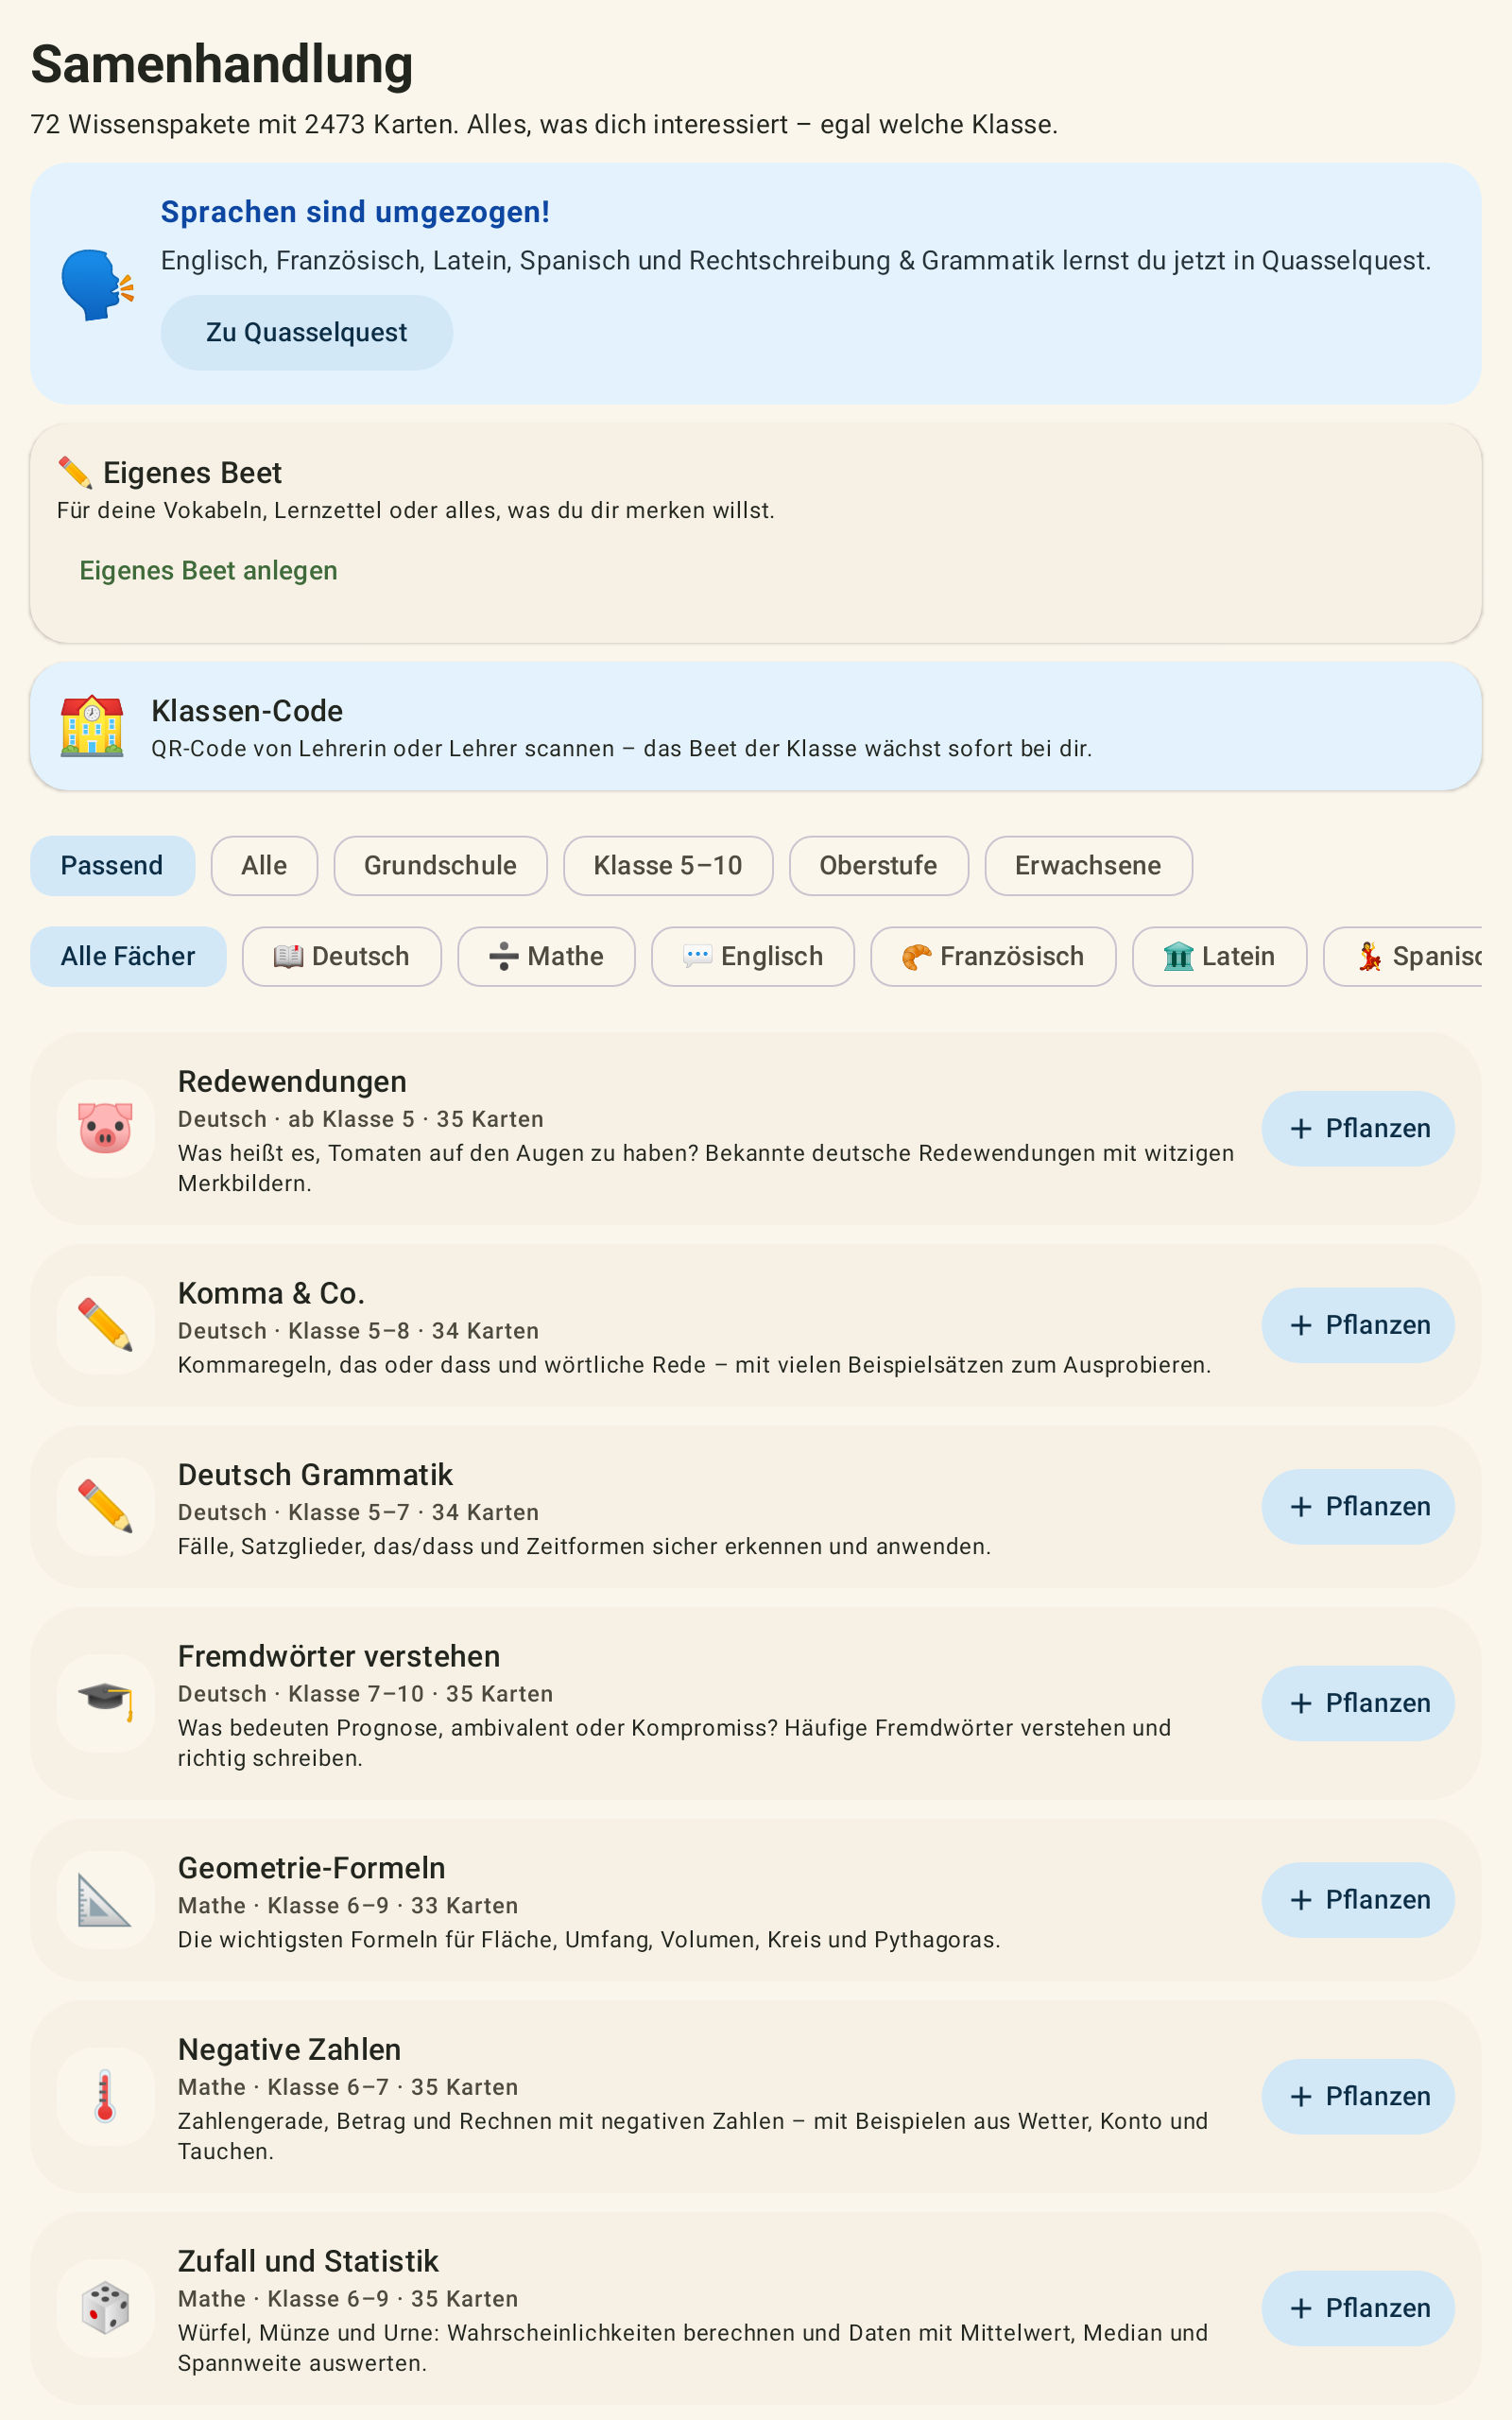 Samenhandlung
72 Wissenspakete mit 2473 Karten. Alles, was dich interessiert – egal welche Klasse.
Sprachen sind umgezogen!
Englisch, Französisch, Latein, Spanisch und Rechtschreibung & Grammatik lernst du jetzt in Quasselquest.
Zu Quasselquest
Eigenes Beet
Für deine Vokabeln, Lernzettel oder alles, was du dir merken willst.
Eigenes Beet anlegen
Klassen-Code
QR-Code von Lehrerin oder Lehrer scannen – das Beet der Klasse wächst sofort bei dir.
Passend Alle Grundschule Klasse 5–10 Oberstufe Erwachsene
Alle Fächer Deutsch Mathe Englisch Französisch Latein
Redewendungen
Deutsch · ab Klasse 5 · 35 Karten
Was heißt es, Tomaten auf den Augen zu haben? Bekannte deutsche Redewendungen mit witzigen
Merkbildern.
+ Pflanzen
Komma & Co.
Deutsch · Klasse 5–8 · 34 Karten
Kommaregeln, das oder dass und wörtliche Rede – mit vielen Beispielsätzen zum Ausprobieren.
+ Pflanzen
Deutsch Grammatik
Deutsch · Klasse 5–7 · 34 Karten
Fälle, Satzglieder, das/dass und Zeitformen sicher erkennen und anwenden.
+ Pflanzen
Fremdwörter verstehen
Deutsch · Klasse 7–10 · 35 Karten
Was bedeuten Prognose, ambivalent oder Kompromiss? Häufige Fremdwörter verstehen und
richtig schreiben.
+ Pflanzen
Geometrie-Formeln
Mathe · Klasse 6–9 · 33 Karten
Die wichtigsten Formeln für Fläche, Umfang, Volumen, Kreis und Pythagoras.
+ Pflanzen
Negative Zahlen
Mathe · Klasse 6–7 · 35 Karten
Zahlengerade, Betrag und Rechnen mit negativen Zahlen – mit Beispielen aus Wetter, Konto und
Tauchen.
+ Pflanzen
Zufall und Statistik
Mathe · Klasse 6–9 · 35 Karten
Würfel, Münze und Urne: Wahrscheinlichkeiten berechnen und Daten mit Mittelwert, Median und
Spannweite auswerten.
+ Pflanzen